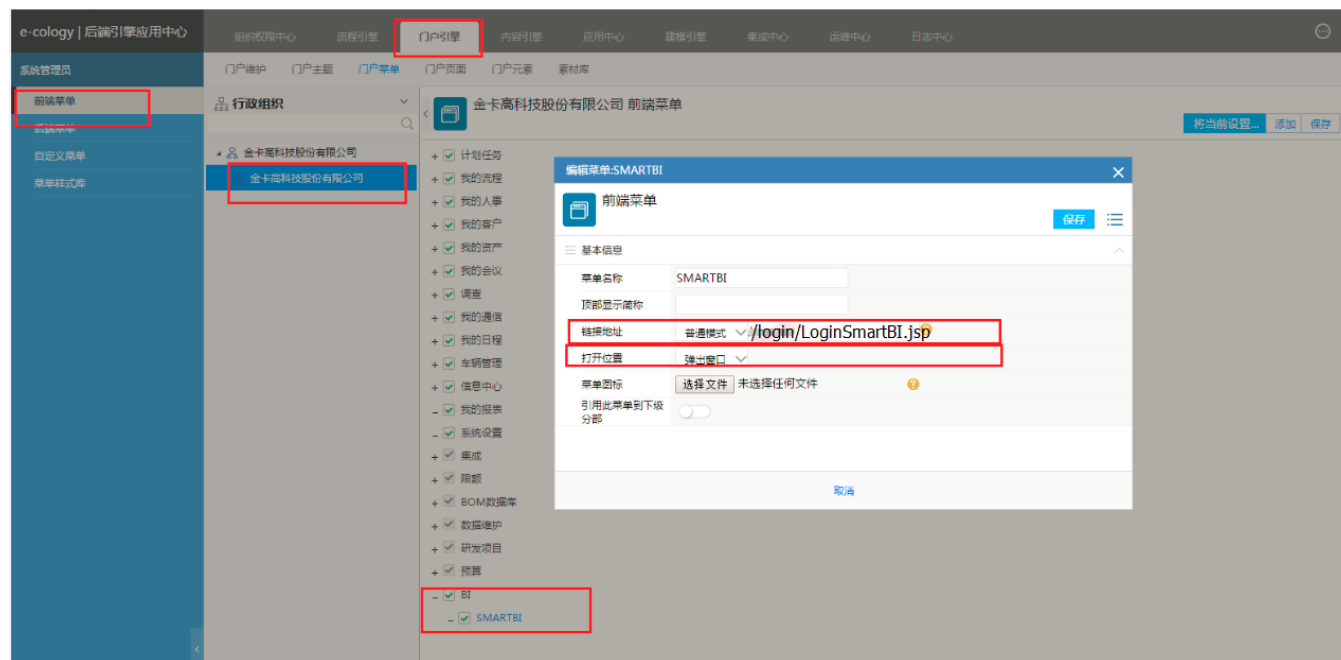 e-cology | 后端引擎应用中心
组织权限中心 流程引擎 门户引擎 内容引擎 应用中心 建模引擎 集成中心 运维中心 日志中心
系统管理员
门户维护 门户主题 门户菜单 门户页面 门户元素 素材库
前端菜单
后端菜单
自定义菜单
菜单样式库
行政组织
金卡高科技股份有限公司
金卡高科技股份有限公司
金卡高科技股份有限公司 前端菜单
将当前设置... 添加 保存
计划任务
我的流程
我的人事
我的客户
我的资产
我的会议
调查
我的通信
我的日程
车辆管理
信息中心
我的报表
系统设置
集成
限额
BOM数据库
数据维护
研发项目
预算
BI
SMARTBI
编辑菜单:SMARTBI
前端菜单
保存
基本信息
菜单名称 SMARTBI
顶部显示简称
链接地址 普通模式 /login/LoginSmartBI.jsp
打开位置 弹出窗口
菜单图标 选择文件 未选择任何文件
引用此菜单到下级
分部
取消